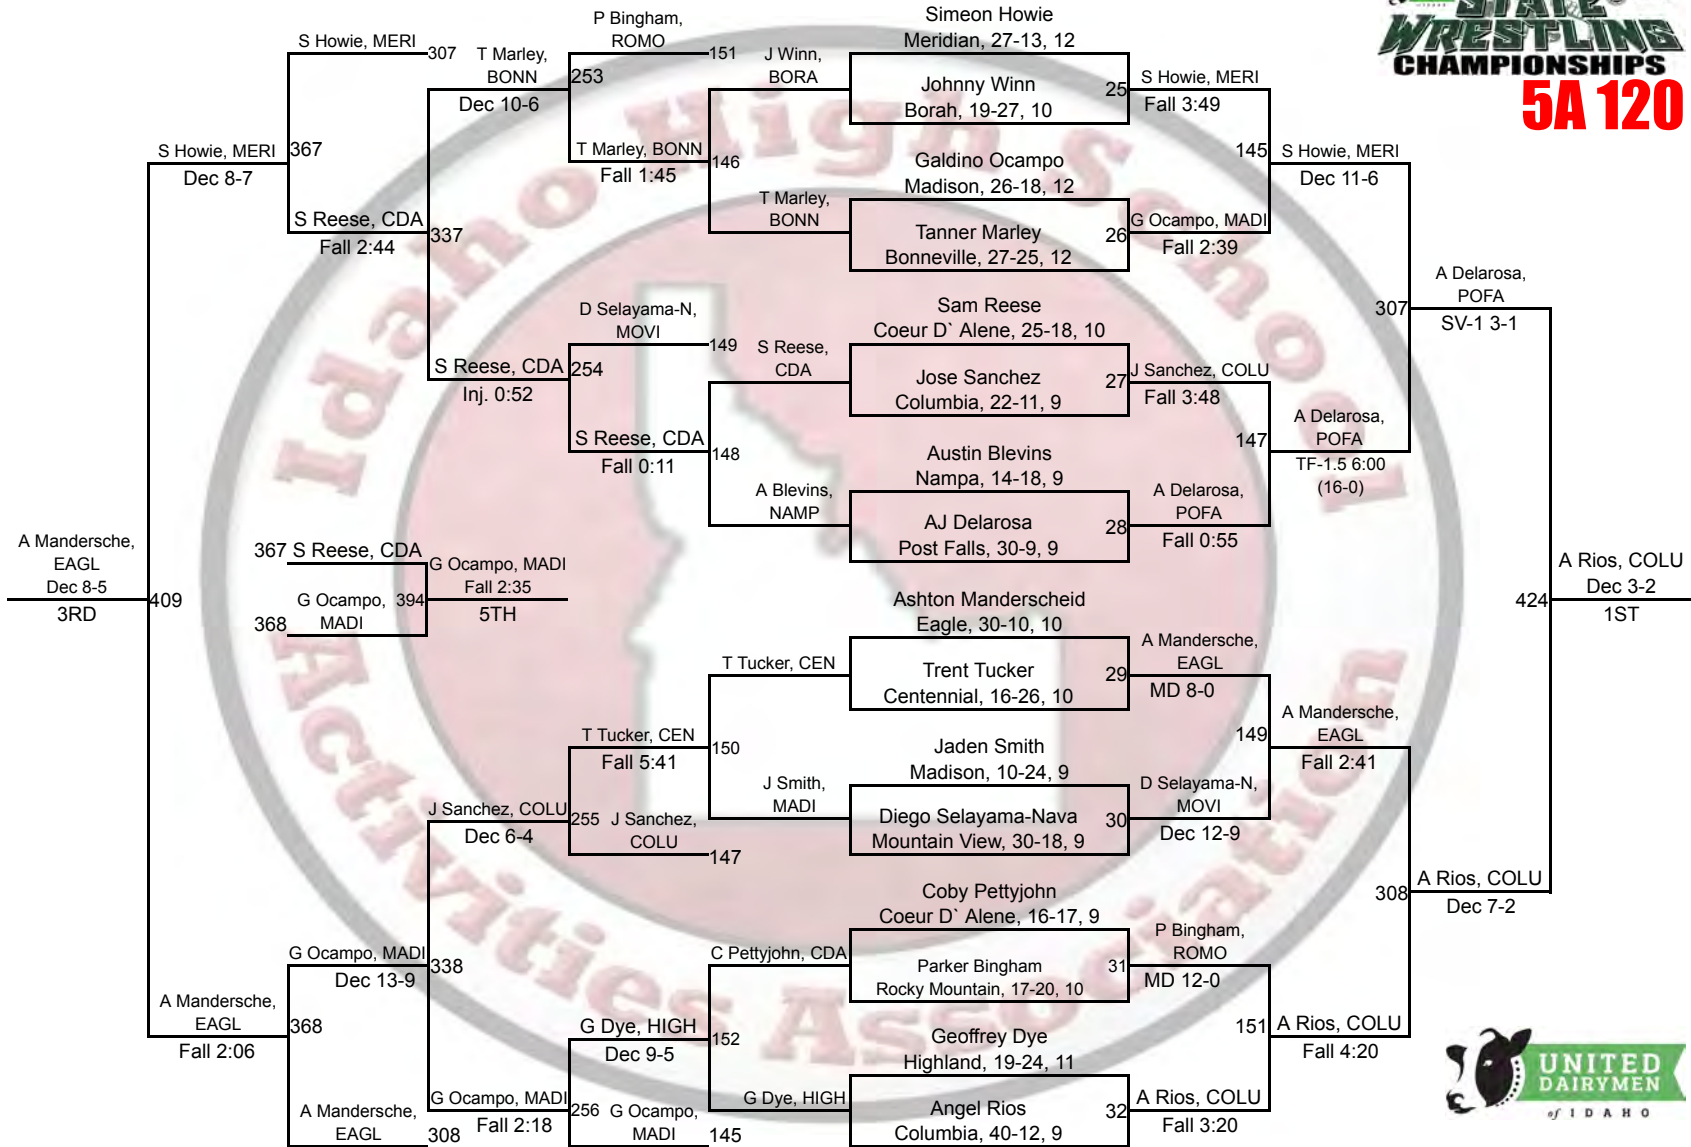 STATE
WRESTLING
CHAMPIONSHIPS
5A 120
Idaho High School
Activities Association
S Howie, MERI
307
T Marley,
BONN
Dec 10-6
P Bingham,
ROMO
151
253
J Winn,
BORA
Simeon Howie
Meridian, 27-13, 12
Johnny Winn
Borah, 19-27, 10
25
S Howie, MERI
Fall 3:49
S Howie, MERI
Dec 8-7
367
T Marley, BONN
Fall 1:45
146
Galdino Ocampo
Madison, 26-18, 12
145
S Howie, MERI
Dec 11-6
S Reese, CDA
Fall 2:44
337
T Marley,
BONN
Tanner Marley
Bonneville, 27-25, 12
26
G Ocampo, MADI
Fall 2:39
D Selayama-N,
MOVI
149
Sam Reese
Coeur D` Alene, 25-18, 10
307
A Delarosa,
POFA
SV-1 3-1
S Reese, CDA
Inj. 0:52
254
S Reese,
CDA
Jose Sanchez
Columbia, 22-11, 9
27
J Sanchez, COLU
Fall 3:48
S Reese, CDA
Fall 0:11
148
Austin Blevins
Nampa, 14-18, 9
147
A Delarosa,
POFA
TF-1.5 6:00
(16-0)
A Blevins,
NAMP
AJ Delarosa
Post Falls, 30-9, 9
28
A Delarosa,
POFA
Fall 0:55
A Mandersche,
EAGL
Dec 8-5
3RD
409
367
S Reese, CDA
368
G Ocampo,
MADI
394
G Ocampo, MADI
Fall 2:35
5TH
424
A Rios, COLU
Dec 3-2
1ST
Ashton Manderscheid
Eagle, 30-10, 10
T Tucker, CEN
Trent Tucker
Centennial, 16-26, 10
29
A Mandersche,
EAGL
MD 8-0
T Tucker, CEN
Fall 5:41
150
Jaden Smith
Madison, 10-24, 9
149
A Mandersche,
EAGL
Fall 2:41
J Sanchez, COLU
Dec 6-4
255
J Sanchez,
COLU
147
J Smith,
MADI
Diego Selayama-Nava
Mountain View, 30-18, 9
30
D Selayama-N,
MOVI
Dec 12-9
Coby Pettyjohn
Coeur D` Alene, 16-17, 9
308
A Rios, COLU
Dec 7-2
G Ocampo, MADI
Dec 13-9
338
C Pettyjohn, CDA
Parker Bingham
Rocky Mountain, 17-20, 10
31
P Bingham,
ROMO
MD 12-0
A Mandersche,
EAGL
Fall 2:06
368
G Dye, HIGH
Dec 9-5
152
Geoffrey Dye
Highland, 19-24, 11
151
A Rios, COLU
Fall 4:20
A Mandersche,
EAGL
308
G Ocampo, MADI
Fall 2:18
256
G Ocampo,
MADI
145
G Dye, HIGH
Angel Rios
Columbia, 40-12, 9
32
A Rios, COLU
Fall 3:20
UNITED
DAIRYMEN
of IDAHO